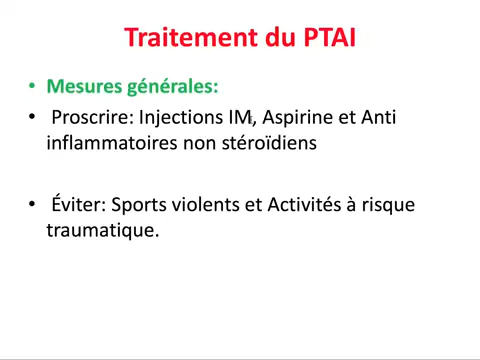 Traitement du PTAI
• Mesures générales:
• Proscrire: Injections IM, Aspirine et Anti
inflammatoires non stéroïdiens
• Éviter: Sports violents et Activités à risque
traumatique.